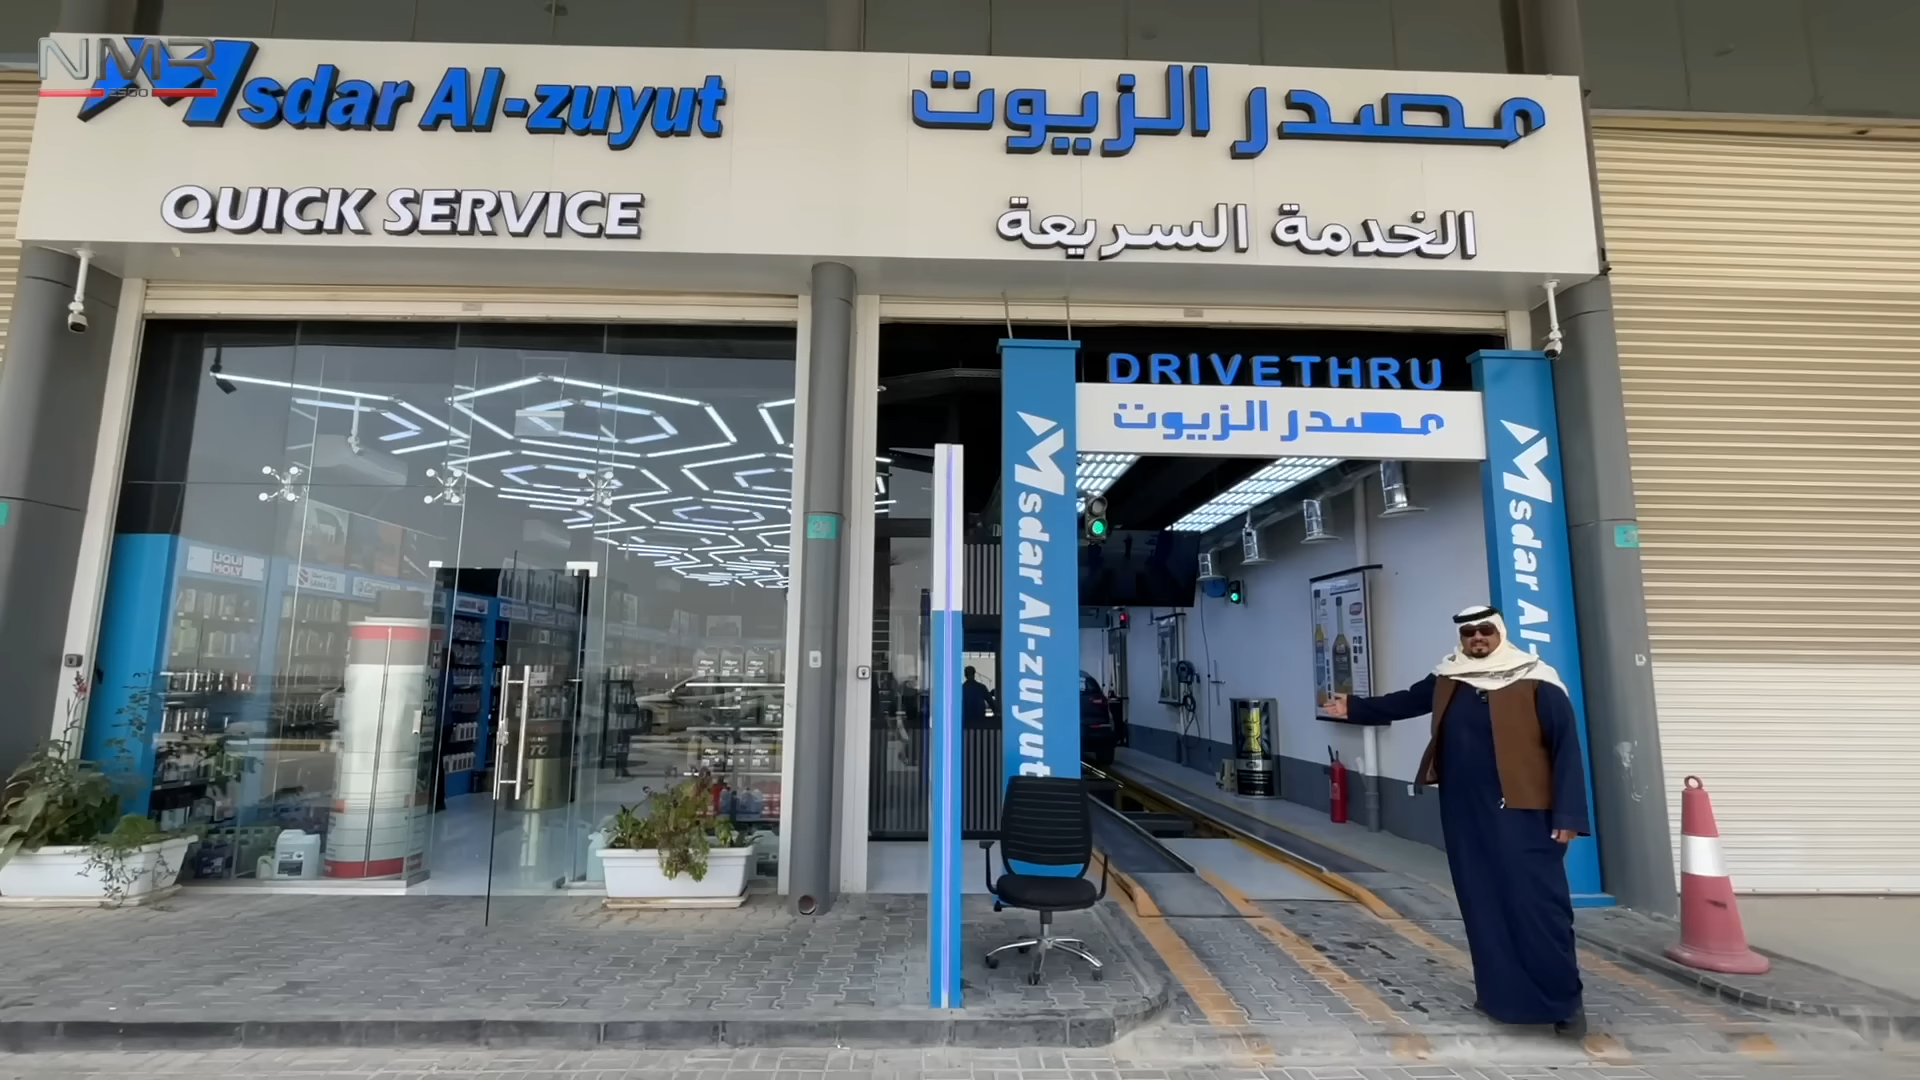 NMR
2500
Msdar Al-zuyut
مصدر الزيوت
QUICK SERVICE
الخدمة السريعة
DRIVETHRU
مصدر الزيوت
Msdar Al-zuyut
Msdar Al-
LIQUI
MOLY